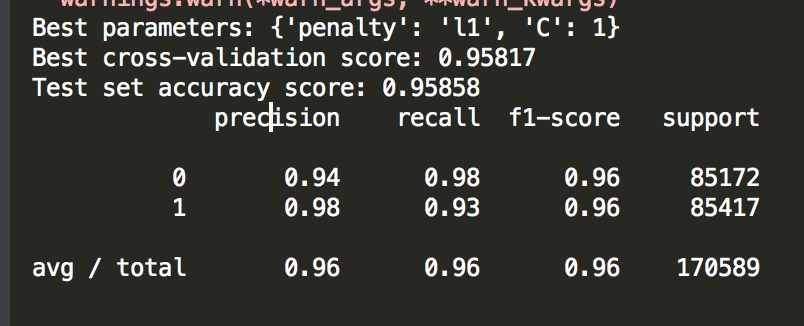 warnings.warn(*warn_args, **warn_kwargs)
Best parameters: {'penalty': 'l1', 'C': 1}
Best cross-validation score: 0.95817
Test set accuracy score: 0.95858
precision recall f1-score support
0 0.94 0.98 0.96 85172
1 0.98 0.93 0.96 85417
avg / total 0.96 0.96 0.96 170589